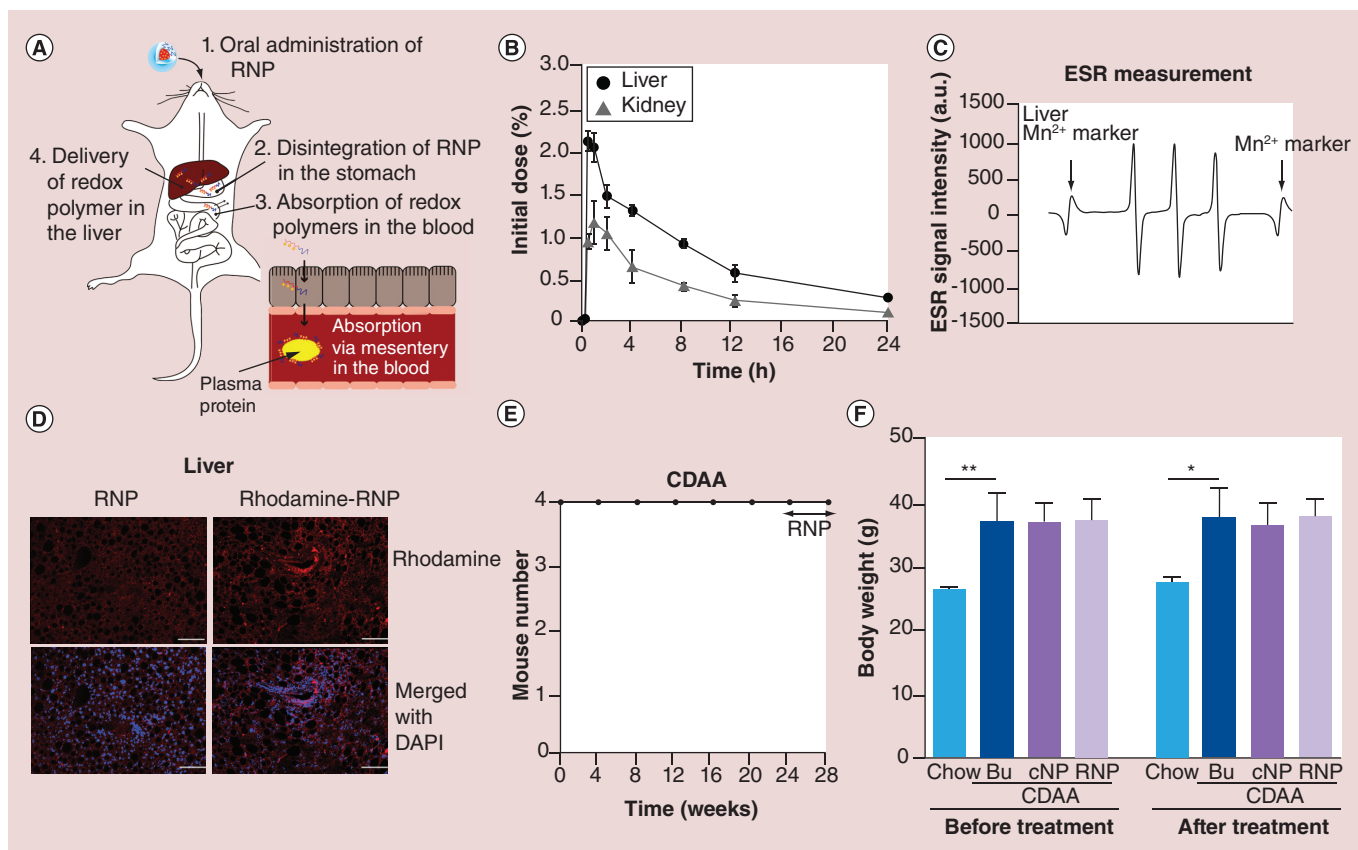 A
1. Oral administration of
RNP
4. Delivery
of redox
polymer in
the liver
2. Disintegration of RNP
in the stomach
3. Absorption of redox
polymers in the blood
Absorption
via mesentery
in the blood
Plasma
protein
B
Initial dose (%)
3.0
2.5
2.0
1.5
1.0
0.5
0
Liver
Kidney
0 4 8 12 16 20 24
Time (h)
C
ESR measurement
ESR signal intensity (a.u.)
1500
1000
500
0
-500
-1000
-1500
Liver
Mn2+ marker
Mn2+ marker
D
Liver
RNP Rhodamine-RNP
Rhodamine
Merged
with
DAPI
E
CDAA
Mouse number
4
3
2
1
0
RNP
0 4 8 12 16 20 24 28
Time (weeks)
F
Body weight (g)
50
40
30
20
10
0
** *
Chow Bu cNP RNP Chow Bu cNP RNP
CDAA CDAA
Before treatment After treatment